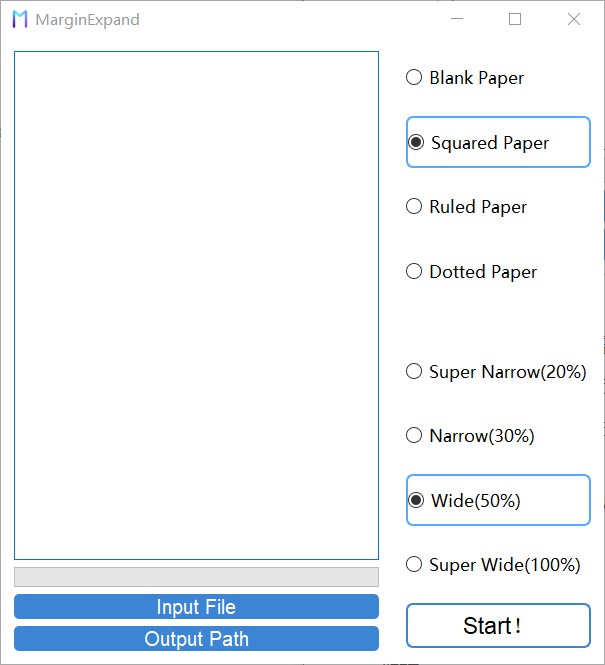 MarginExpand
Blank Paper
Squared Paper
Ruled Paper
Dotted Paper
Super Narrow(20%)
Narrow(30%)
Wide(50%)
Super Wide(100%)
Input File
Output Path
Start！